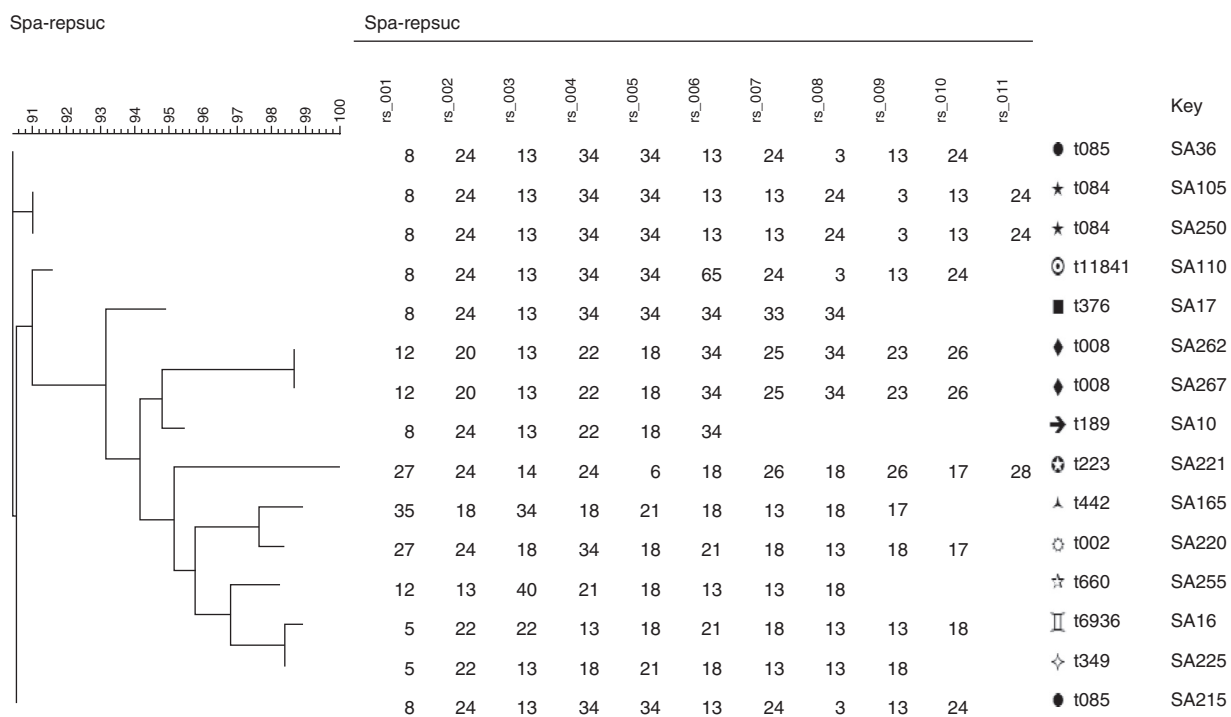 Spa-repsuc Spa-repsuc
91 92 93 94 95 96 97 98 99 100 rs_001 rs_002 rs_003 rs_004 rs_005 rs_006 rs_007 rs_008 rs_009 rs_010 rs_011 Key
8 24 13 34 34 13 24 3 13 24 t085 SA36
8 24 13 34 34 13 13 24 3 13 24 t084 SA105
8 24 13 34 34 13 13 24 3 13 24 t084 SA250
8 24 13 34 34 65 24 3 13 24 t11841 SA110
8 24 13 34 34 34 33 34 t376 SA17
12 20 13 22 18 34 25 34 23 26 t008 SA262
12 20 13 22 18 34 25 34 23 26 t008 SA267
8 24 13 22 18 34 t189 SA10
27 24 14 24 6 18 26 18 26 17 28 t223 SA221
35 18 34 18 21 18 13 18 17 t442 SA165
27 24 18 34 18 21 18 13 18 17 t002 SA220
12 13 40 21 18 13 13 18 t660 SA255
5 22 22 13 18 21 18 13 13 18 t6936 SA16
5 22 13 18 21 18 13 13 18 t349 SA225
8 24 13 34 34 13 24 3 13 24 t085 SA215